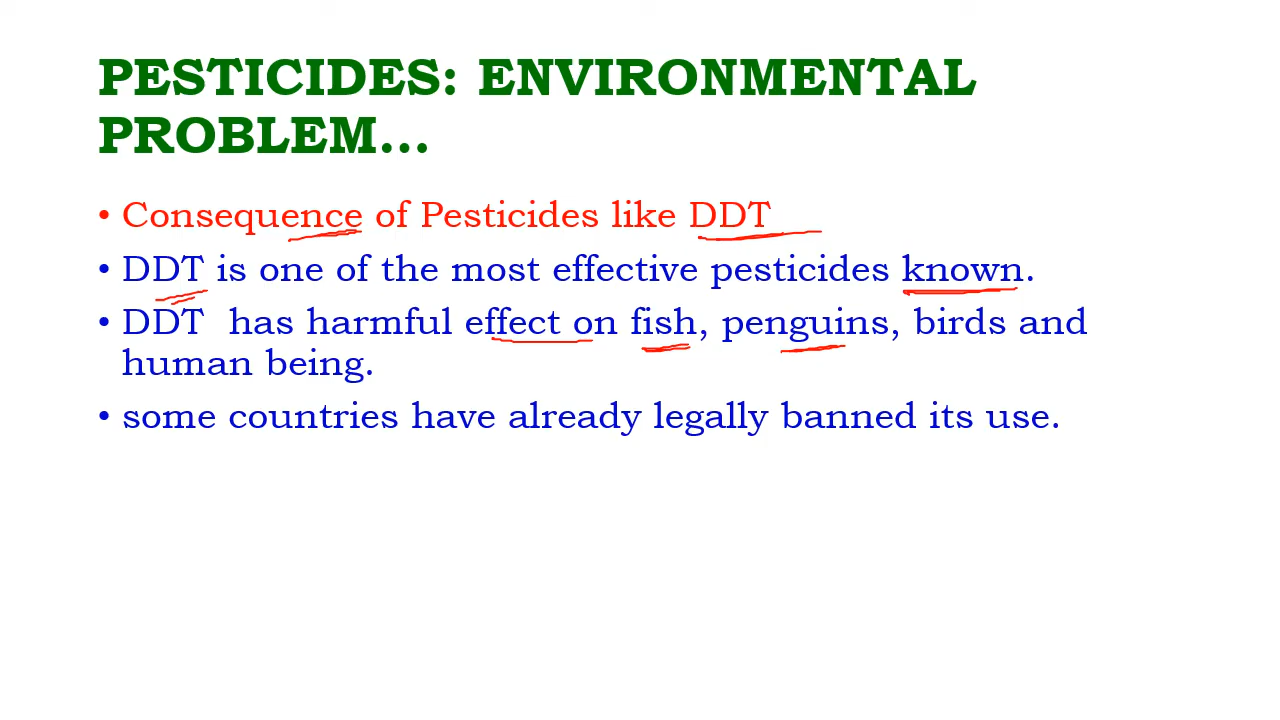 PESTICIDES: ENVIRONMENTAL
PROBLEM...
• Consequence of Pesticides like DDT
• DDT is one of the most effective pesticides known.
• DDT  has harmful effect on fish, penguins, birds and
human being.
• some countries have already legally banned its use.